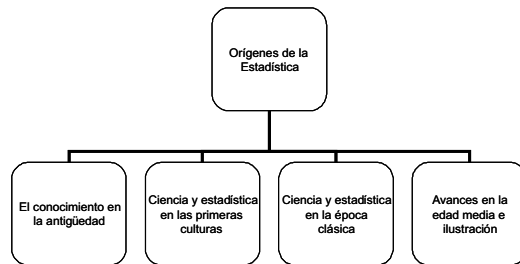 Orígenes de la
Estadística
El conocimiento en
la antigüedad
Ciencia y estadística
en las primeras
culturas
Ciencia y estadística
en la época
clásica
Avances en la
edad media e
ilustración